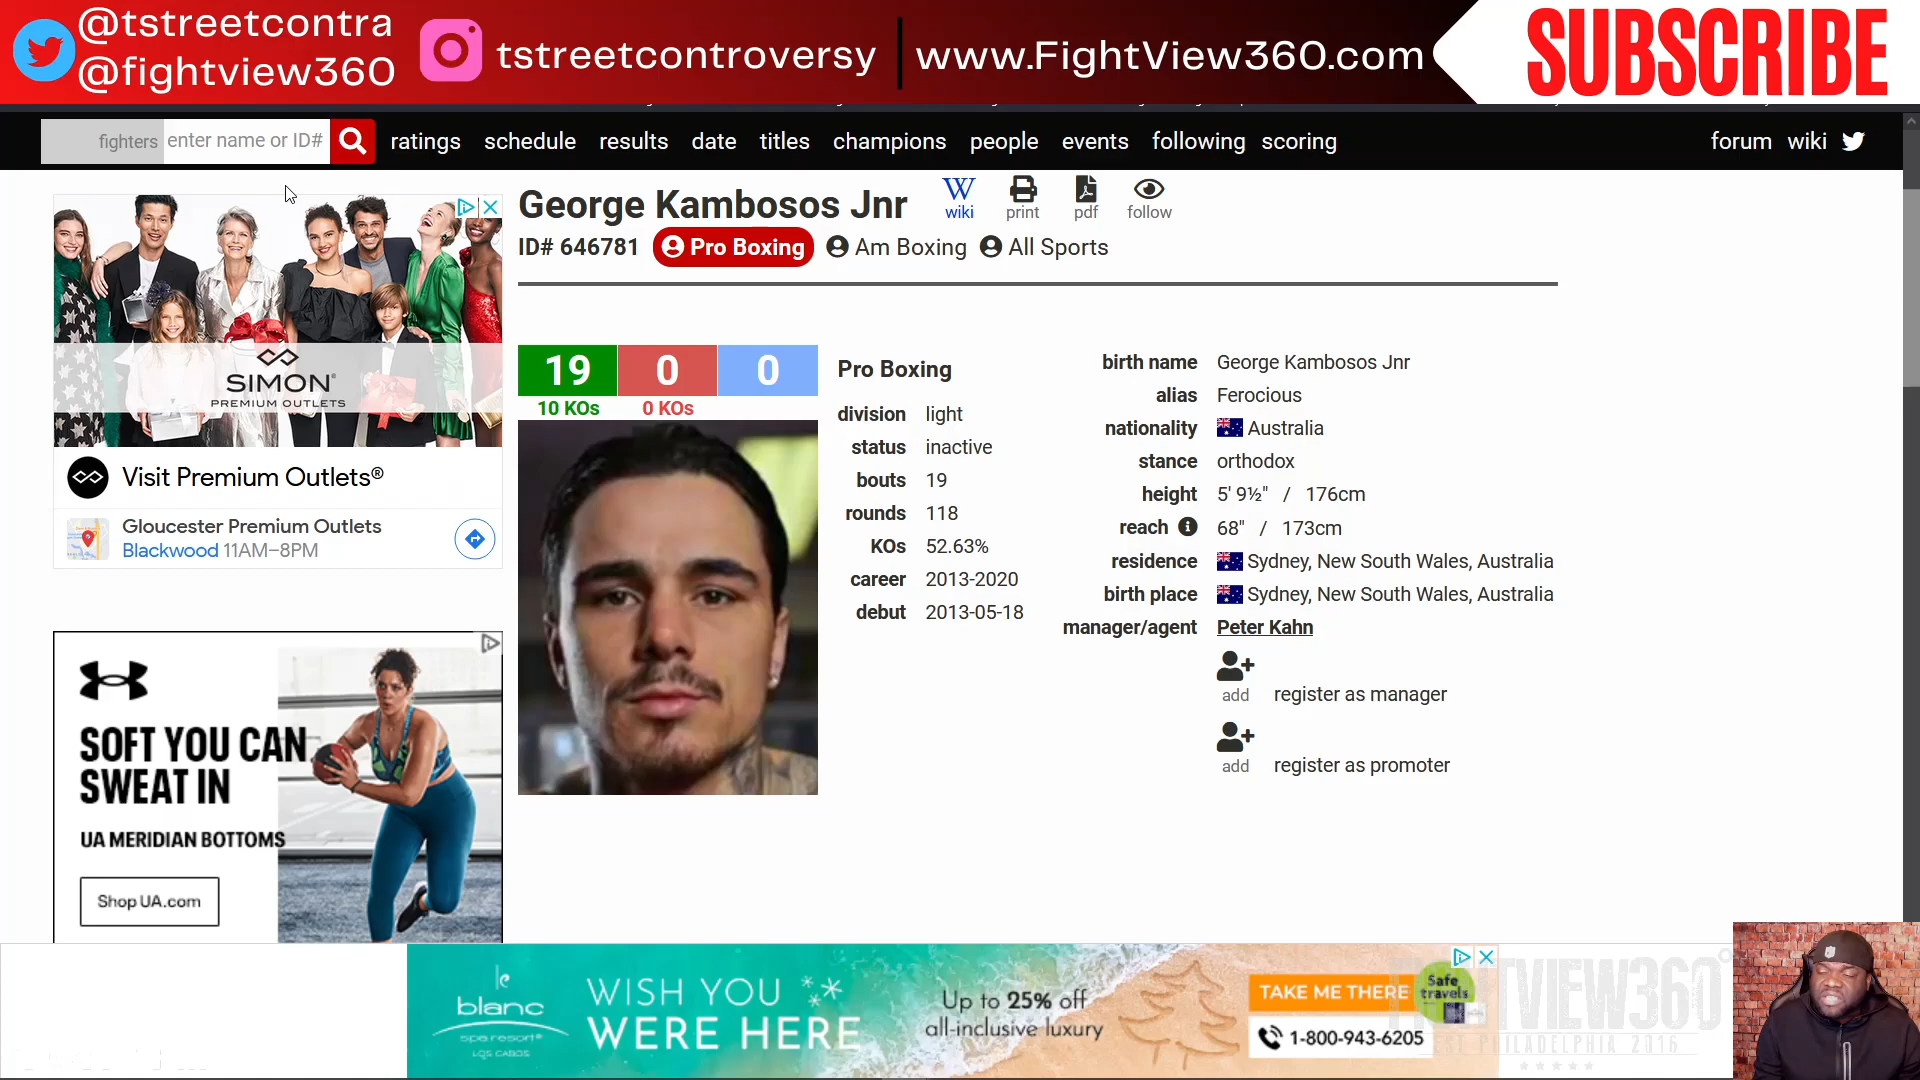 @tstreetcontra
@fightview360
tstreetcontroversy
www.FightView360.com
SUBSCRIBE
fighters enter name or ID# ratings schedule results date titles champions people events following scoring forum wiki
George Kambosos Jnr
wiki print pdf follow
ID# 646781 Pro Boxing Am Boxing All Sports
19 0 0
10 KOs 0 KOs
Pro Boxing
division light
status inactive
bouts 19
rounds 118
KOs 52.63%
career 2013-2020
debut 2013-05-18
birth name George Kambosos Jnr
alias Ferocious
nationality Australia
stance orthodox
height 5' 9½" / 176cm
reach 68" / 173cm
residence Sydney, New South Wales, Australia
birth place Sydney, New South Wales, Australia
manager/agent Peter Kahn
add register as manager
add register as promoter
SIMON®
PREMIUM OUTLETS
Visit Premium Outlets®
Gloucester Premium Outlets
Blackwood 11AM–8PM
SOFT YOU CAN
SWEAT IN
UA MERIDIAN BOTTOMS
Shop UA.com
le
blanc
spa resort®
LOS CABOS
WISH YOU
WERE HERE
Up to 25% off
all-inclusive luxury
TAKE ME THERE
1-800-943-6205
Safe
travels
FIGHTVIEW360
EST PHILADELPHIA 2016